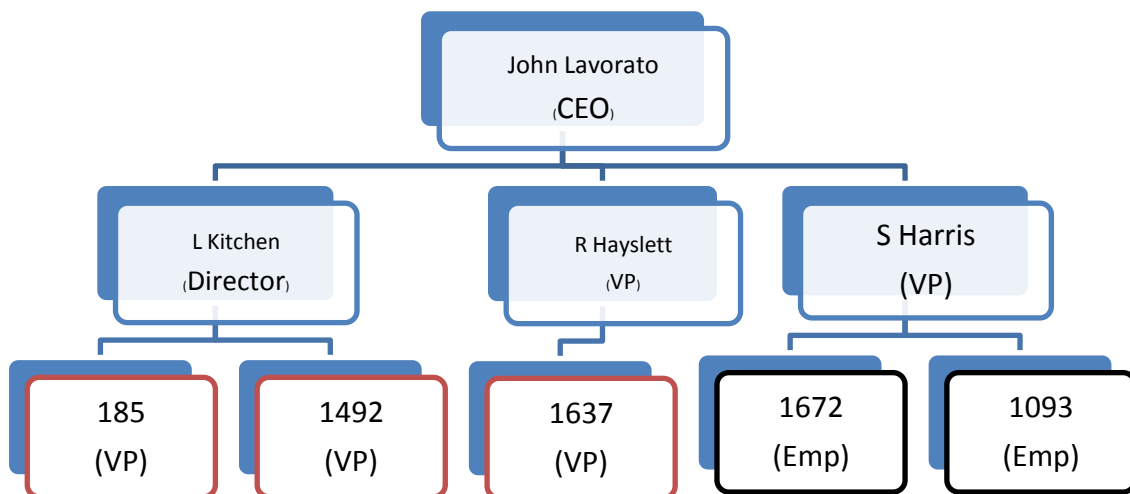 John Lavorato
(CEO)
L Kitchen
(Director)
R Hayslett
(VP)
S Harris
(VP)
185
(VP)
1492
(VP)
1637
(VP)
1672
(Emp)
1093
(Emp)